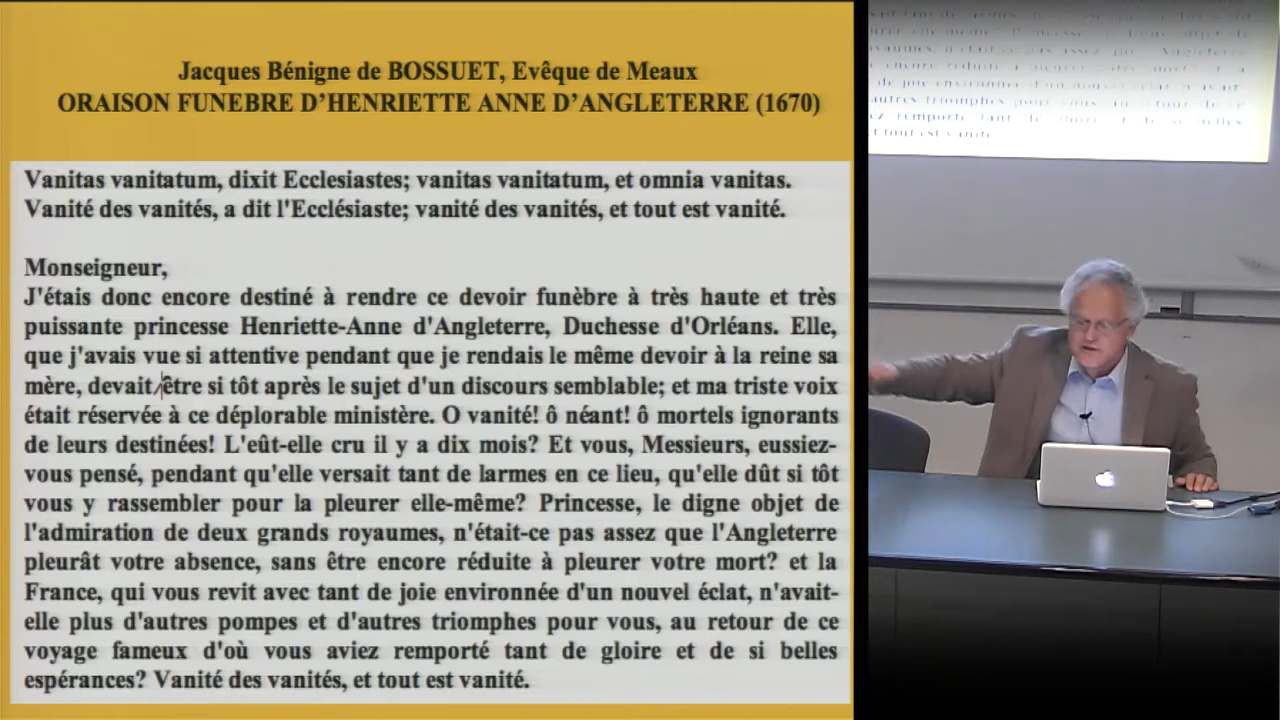 Jacques Bénigne de BOSSUET, Evêque de Meaux
ORAISON FUNEBRE D'HENRIETTE ANNE D'ANGLETERRE (1670)
Vanitas vanitatum, dixit Ecclesiastes; vanitas vanitatum, et omnia vanitas.
Vanité des vanités, a dit l'Ecclésiaste; vanité des vanités, et tout est vanité.
Monseigneur,
J'étais donc encore destiné à rendre ce devoir funèbre à très haute et très
puissante princesse Henriette-Anne d'Angleterre, Duchesse d'Orléans. Elle,
que j'avais vue si attentive pendant que je rendais le même devoir à la reine sa
mère, devait être si tôt après le sujet d'un discours semblable; et ma triste voix
était réservée à ce déplorable ministère. O vanité! ô néant! ô mortels ignorants
de leurs destinées! L'eût-elle cru il y a dix mois? Et vous, Messieurs, eussiez-
vous pensé, pendant qu'elle versait tant de larmes en ce lieu, qu'elle dût si tôt
vous y rassembler pour la pleurer elle-même? Princesse, le digne objet de
l'admiration de deux grands royaumes, n'était-ce pas assez que l'Angleterre
pleurât votre absence, sans être encore réduite à pleurer votre mort? et la
France, qui vous revit avec tant de joie environnée d'un nouvel éclat, n'avait-
elle plus d'autres pompes et d'autres triomphes pour vous, au retour de ce
voyage fameux d'où vous aviez remporté tant de gloire et de si belles
espérances? Vanité des vanités, et tout est vanité.